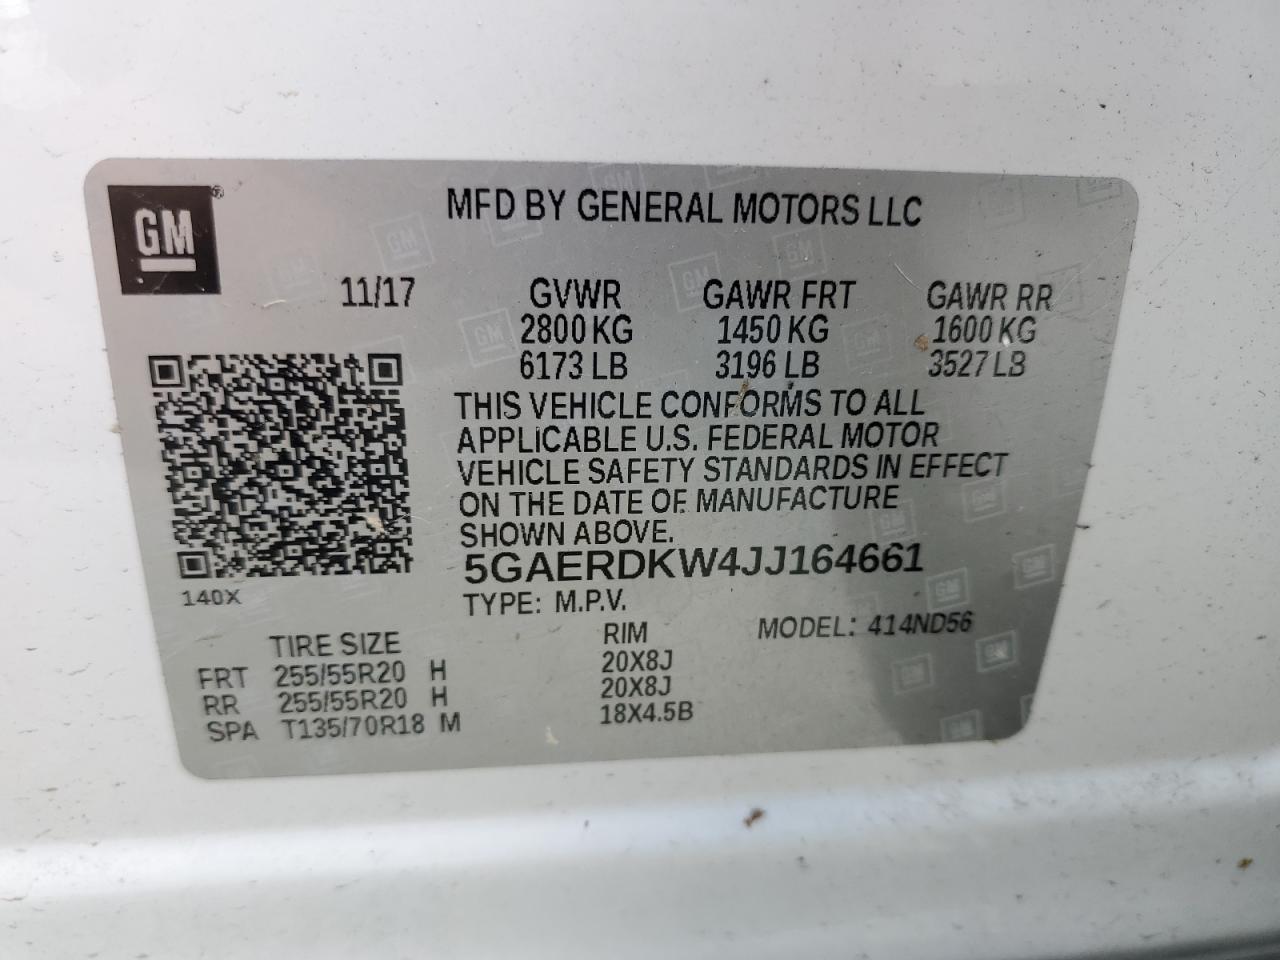 GM
MFD BY GENERAL MOTORS LLC
11/17 GVWR GAWR FRT GAWR RR
2800 KG 1450 KG 1600 KG
6173 LB 3196 LB 3527 LB
THIS VEHICLE CONFORMS TO ALL
APPLICABLE U.S. FEDERAL MOTOR
VEHICLE SAFETY STANDARDS IN EFFECT
ON THE DATE OF MANUFACTURE
SHOWN ABOVE.
5GAERDKW4JJ164661
140X
TYPE: M.P.V.
TIRE SIZE RIM MODEL: 414ND56
FRT 255/55R20 H 20X8J
RR 255/55R20 H 20X8J
SPA T135/70R18 M 18X4.5B